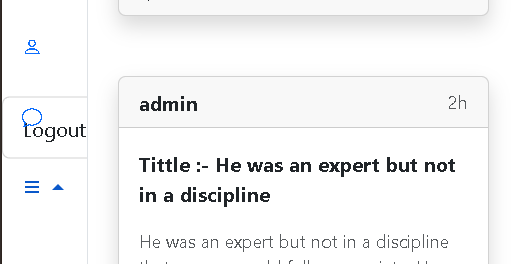 Logout
admin 2h
Tittle :- He was an expert but not
in a discipline
He was an expert but not in a discipline